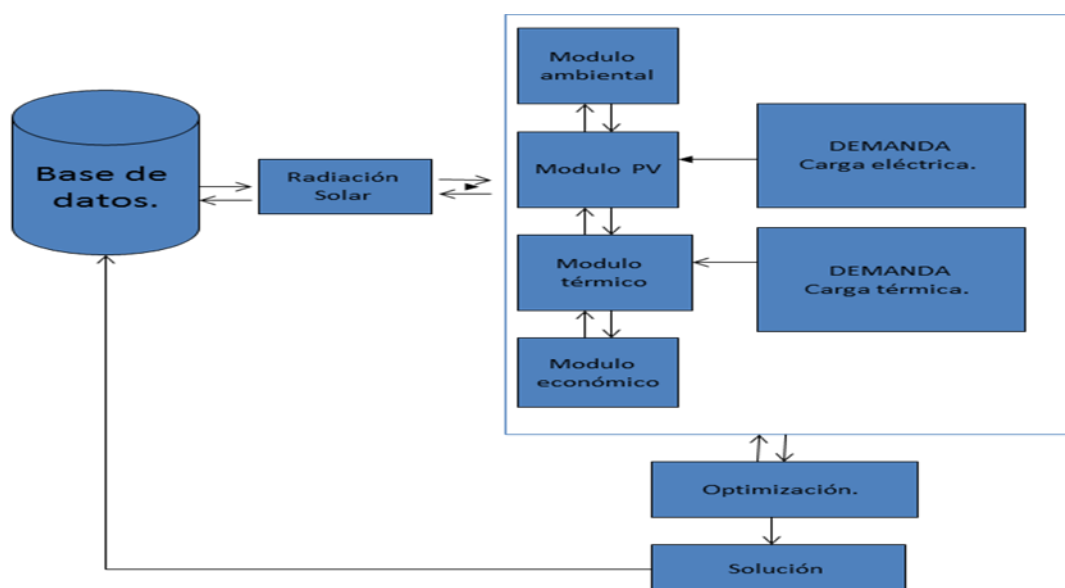 Base de
datos.
Radiación
Solar
Modulo
ambiental
Modulo PV
Modulo
térmico
Modulo
económico
DEMANDA
Carga eléctrica.
DEMANDA
Carga térmica.
Optimización.
Solución